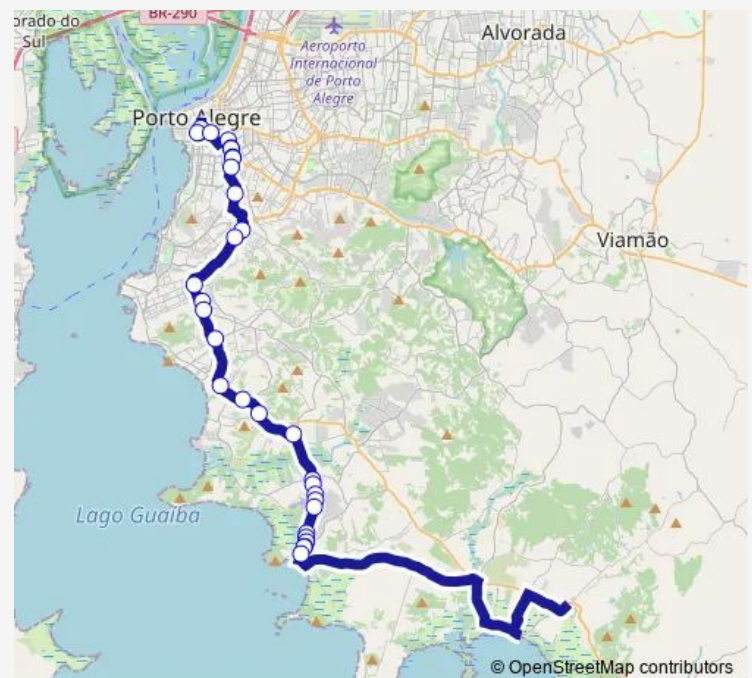 BR-290
orado do
Sul
Aeroporto
Internacional
de Porto
Alegre
Alvorada
Porto Alegre
Viamão
Lago Guaíba
© OpenStreetMap contributors